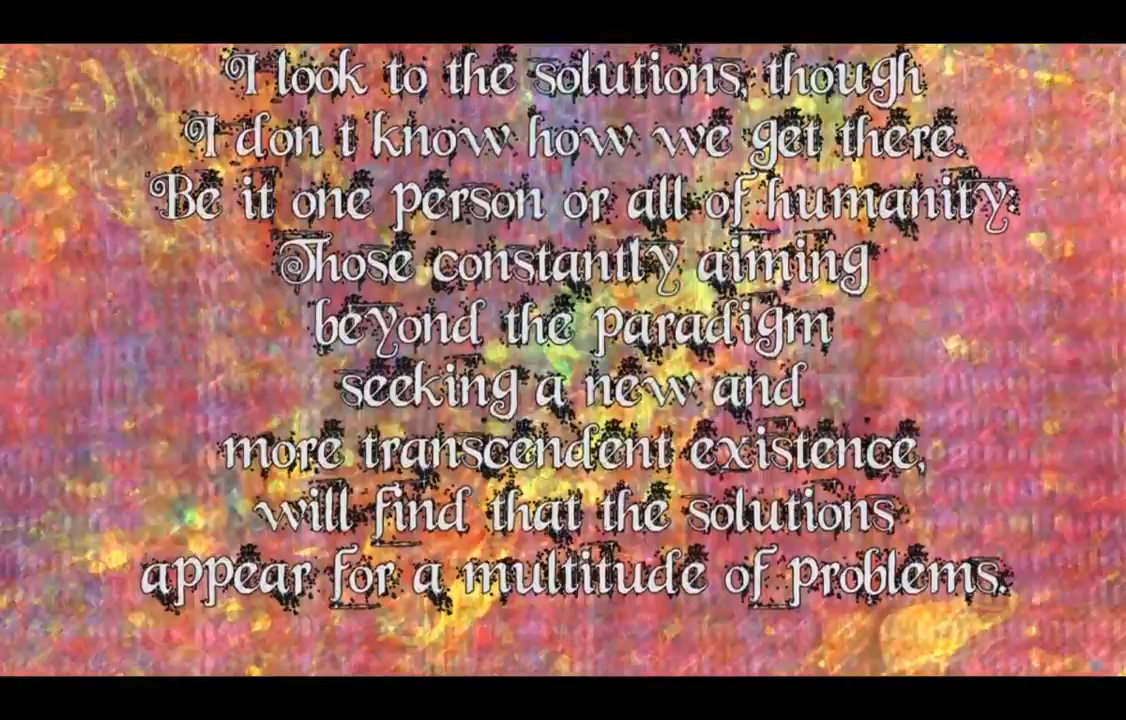 I look to the solutions, though
I don t know how we get there.
Be it one person or all of humanity:
Those constantly aiming
beyond the paradigm
seeking a new and
more transcendent existence,
will find that the solutions
appear for a multitude of problems.